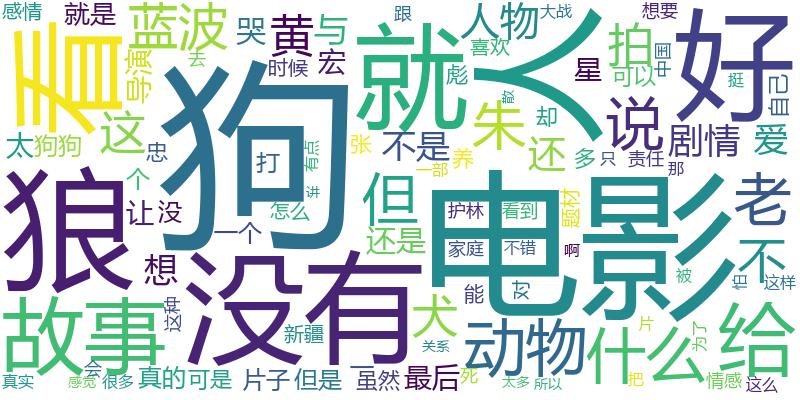 感情
就是
蓝波
哭
黄
与
宏
跟
人物
大战
想要
看
导演
去
时候
就
彪
喜欢
人
拍
可以
中国
好
自己
星
散
却
挺
太
狗狗
这
忠
狗
打
有点
张
不是
朱
还
说
剧情
爱
个
让
没
讲
养
一部
多
只
责任
那
狼
一个
怎么
但
还是
电影
护林
看到
题材
家庭
不错
啊
老
不
想
没有
能
对
被
但
这样
故事
这种
新疆
犬
关系
动物
什么
片
为了
给
真实
会
感觉
很多
真的
可是
片子
但是
一
虽然
最后
死
太多
所以
把
情感
这么